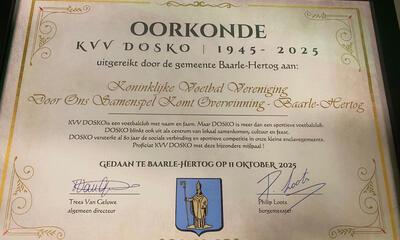 OORKONDE
KVV DOSKO | 1945 - 2025
uitgereikt door de gemeente Baarle-Hertog aan:
Koninklijke Voetbal Vereniging
Door Ons Samenspel Komt Overwinning - Baarle-Hertog
KVV DOSKO is een voetbalclub met naam en faam. Maar DOSKO is meer dan een sportieve voetbalclub.
DOSKO blinkt ook uit als centrum van lokaal samenkomen, cultuur en feest.
DOSKO versterkt al 80 jaar de sociale verbinding en sportieve competitie in onze kleine enclavegemeente.
Proficiat KVV DOSKO met deze bijzondere mijlpaal !
GEDAAN TE BAARLE-HERTOG OP 11 OKTOBER 2025
Trees Van Geluwe
algemeen directeur
Philip Loots
burgemeester